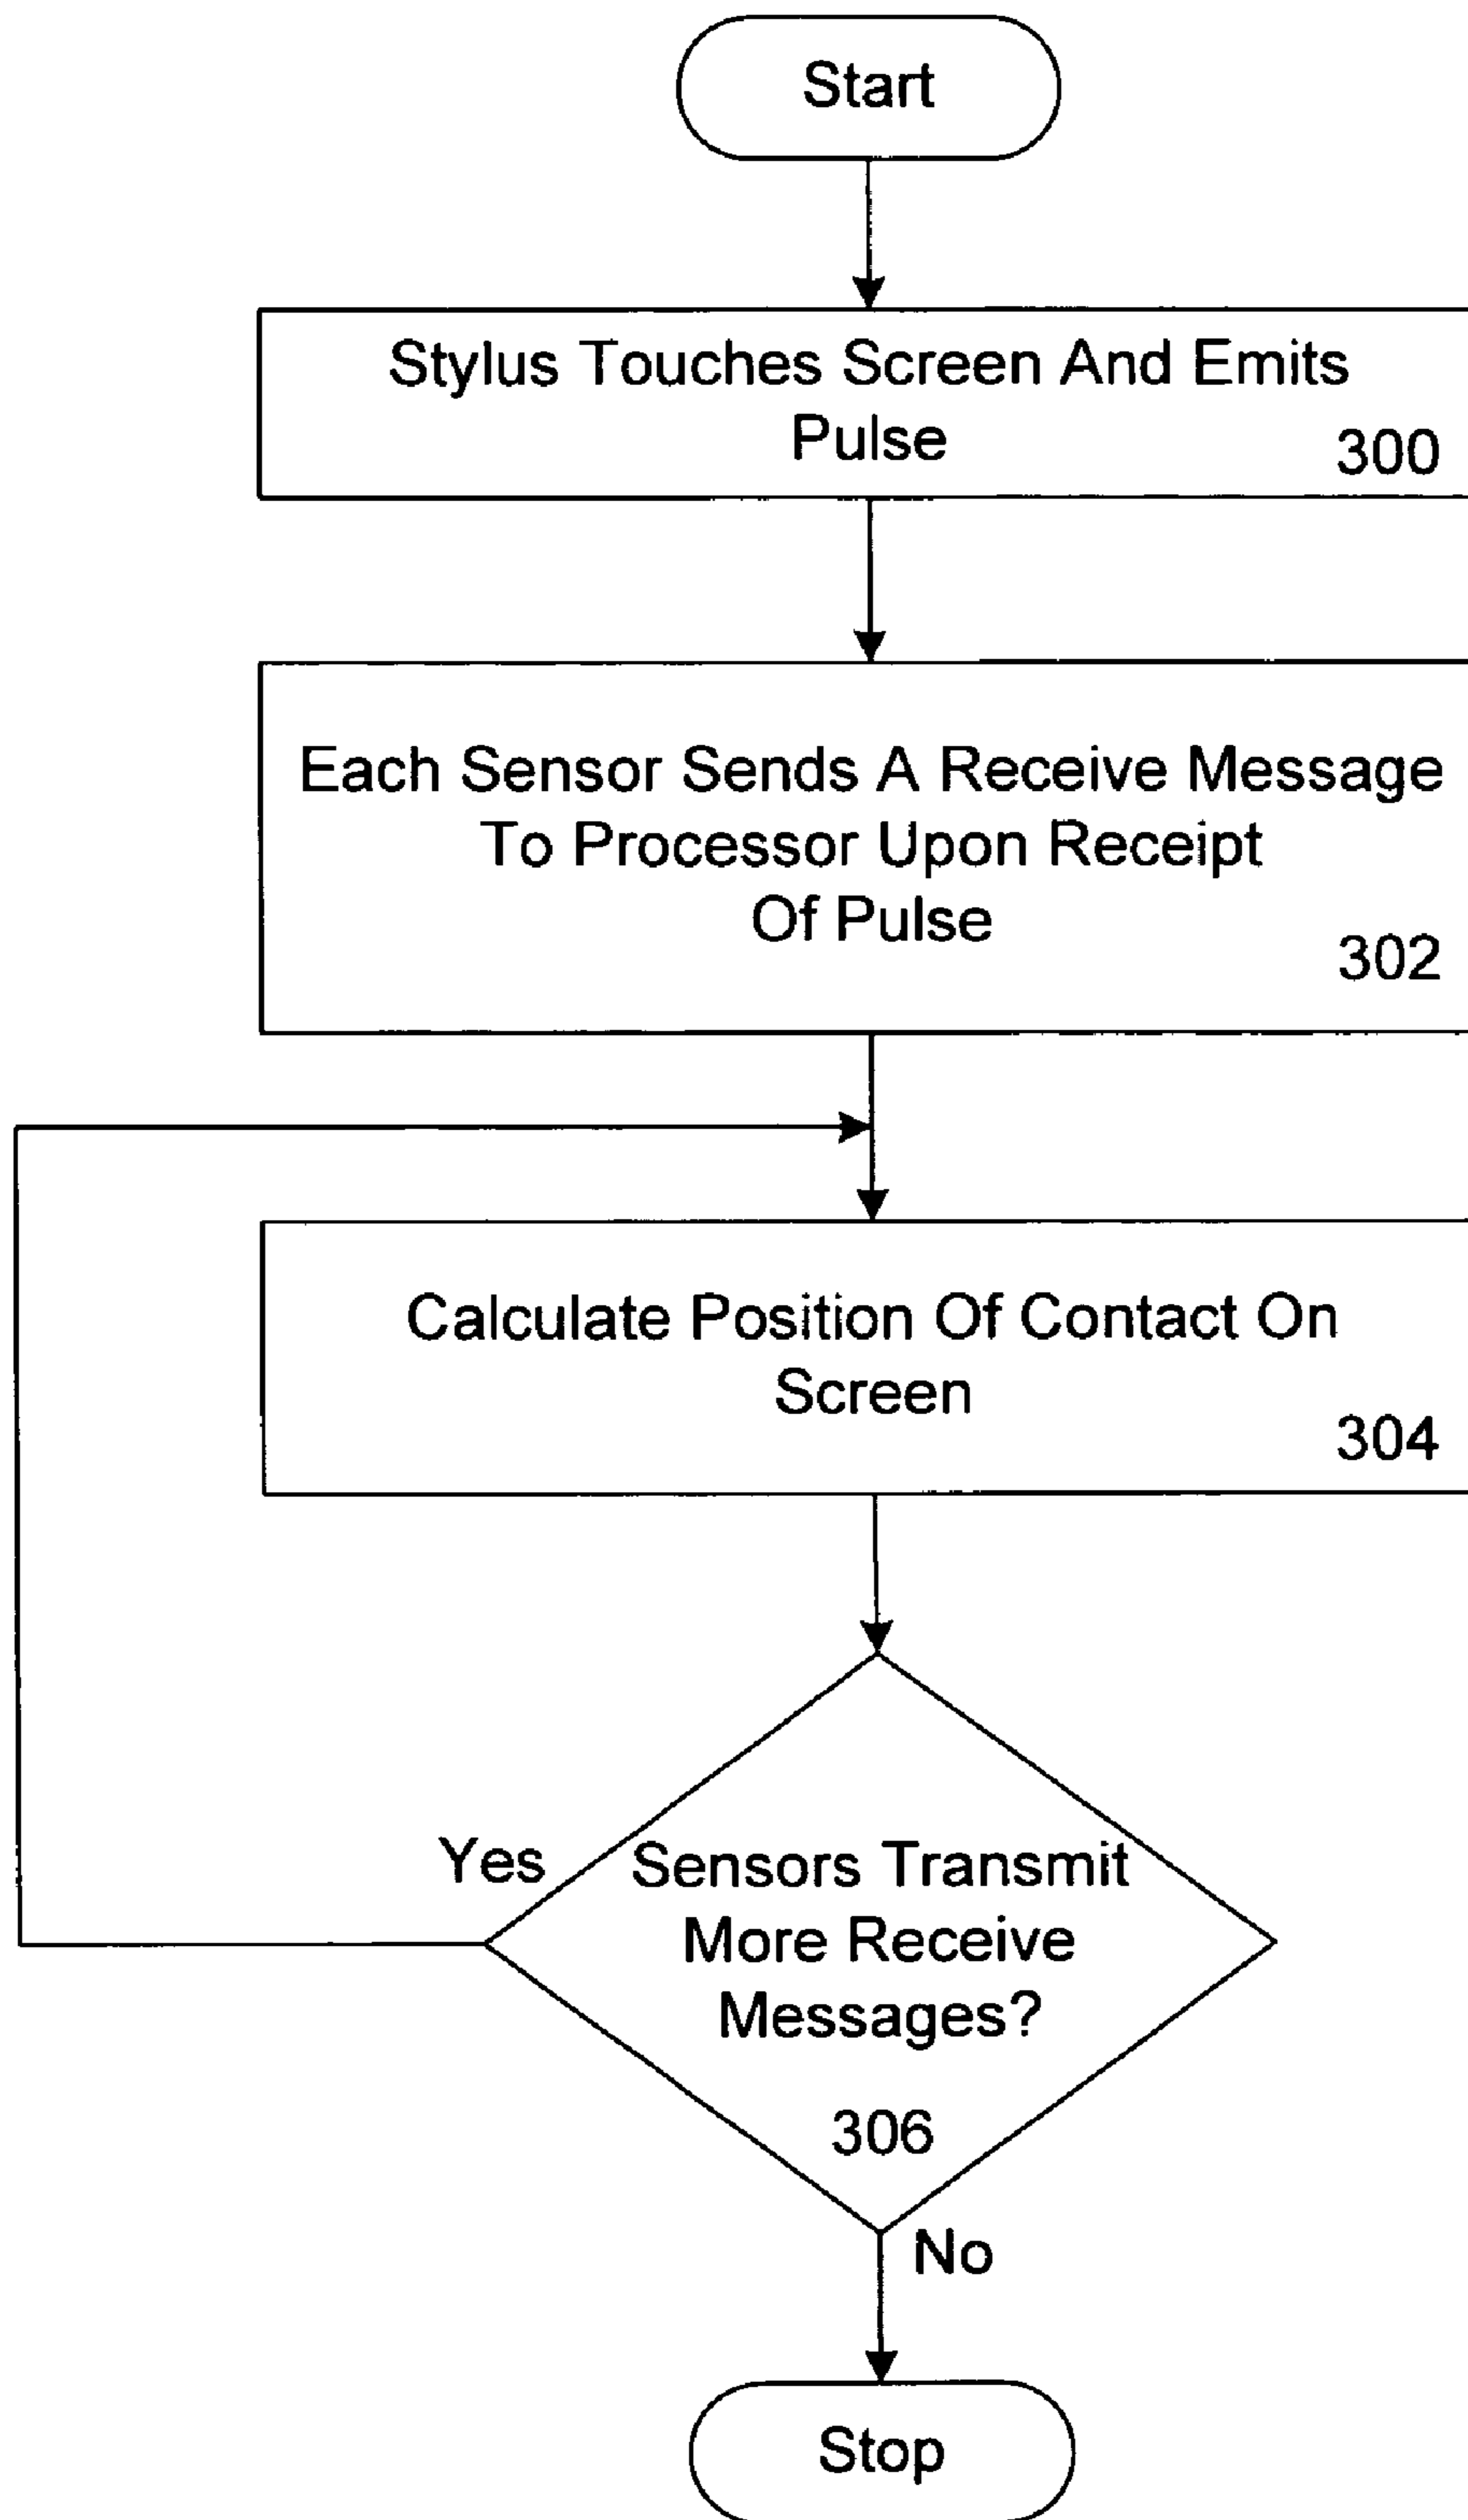 Start
Stylus Touches Screen And Emits
Pulse
300
Each Sensor Sends A Receive Message
To Processor Upon Receipt
Of Pulse
302
Calculate Position Of Contact On
Screen
304
Yes
Sensors Transmit
More Receive
Messages?
306
No
Stop